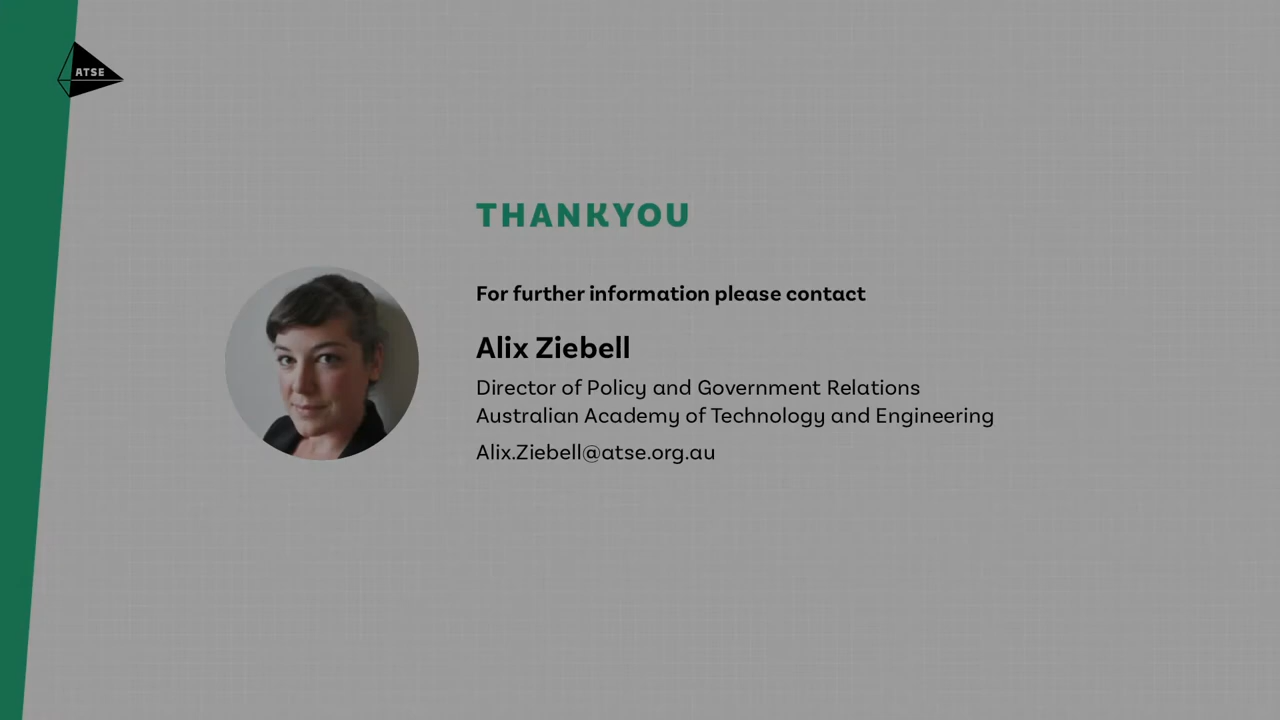 ATSE
THANKYOU
For further information please contact
Alix Ziebell
Director of Policy and Government Relations
Australian Academy of Technology and Engineering
Alix.Ziebell@atse.org.au